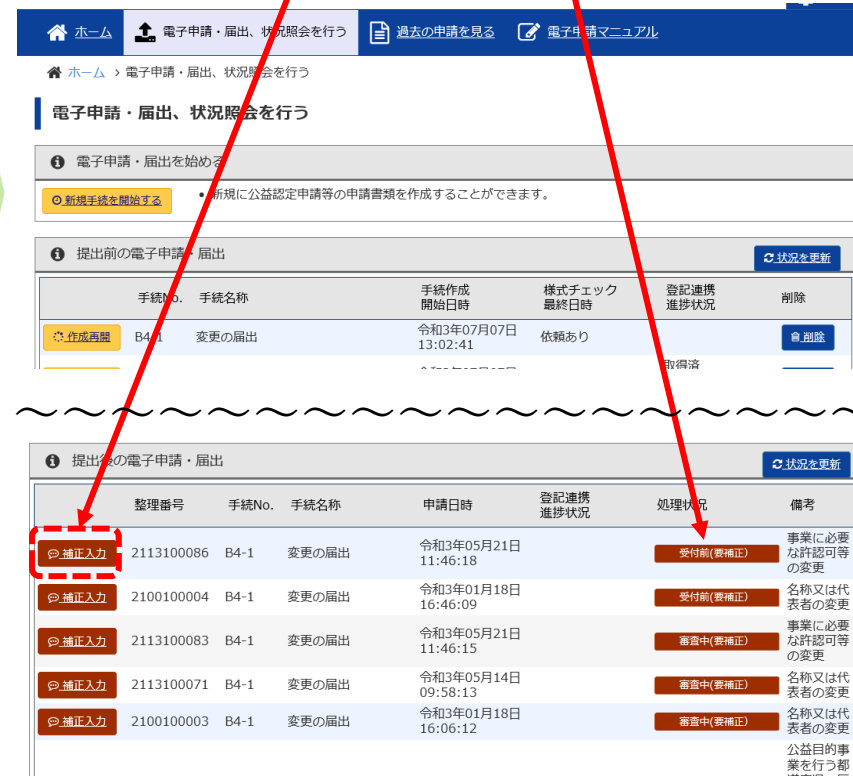 ホーム 電子申請・届出、状況照会を行う 過去の申請を見る 電子申請マニュアル
ホーム > 電子申請・届出、状況照会を行う
電子申請・届出、状況照会を行う
電子申請・届出を始める
新規手続を開始する ・新規に公益認定申請等の申請書類を作成することができます。
提出前の電子申請・届出 状況を更新
手続No. 手続名称 手続作成 様式チェック 登記連携 削除
開始日時 最終日時 進捗状況
作成再開 B4-1 変更の届出 令和3年07月07日 依頼あり 削除
13:02:41
取得済
提出後の電子申請・届出 状況を更新
整理番号 手続No. 手続名称 申請日時 登記連携 処理状況 備考
進捗状況
補正入力 2113100086 B4-1 変更の届出 令和3年05月21日 受付前(要補正) 事業に必要
11:46:18 な許認可等
の変更
補正入力 2100100004 B4-1 変更の届出 令和3年01月18日 受付前(要補正) 名称又は代
16:46:09 表者の変更
補正入力 2113100083 B4-1 変更の届出 令和3年05月21日 審査中(要補正) 事業に必要
11:46:15 な許認可等
の変更
補正入力 2113100071 B4-1 変更の届出 令和3年05月14日 審査中(要補正) 名称又は代
09:58:13 表者の変更
補正入力 2100100003 B4-1 変更の届出 令和3年01月18日 審査中(要補正) 名称又は代
16:06:12 表者の変更
公益目的事
業を行う都